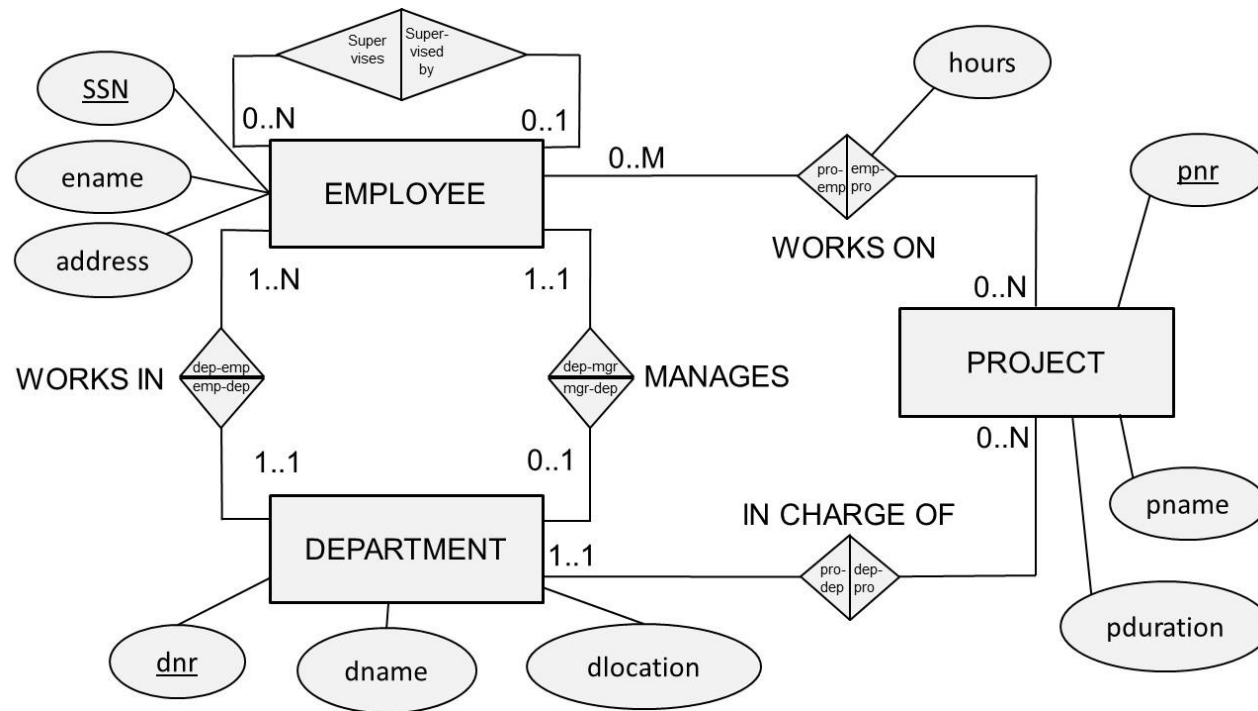 Super
vises
Super-
vised
by
hours
SSN
0..N
0..1
0..M
pro-
emp
emp-
pro
pnr
ename
EMPLOYEE
address
WORKS ON
1..N
1..1
0..N
WORKS IN
dep-emp
emp-dep
dep-mgr
mgr-dep
MANAGES
PROJECT
1..1
0..1
0..N
IN CHARGE OF
pname
DEPARTMENT
1..1
pro-
dep
dep-
pro
pduration
dnr
dname
dlocation